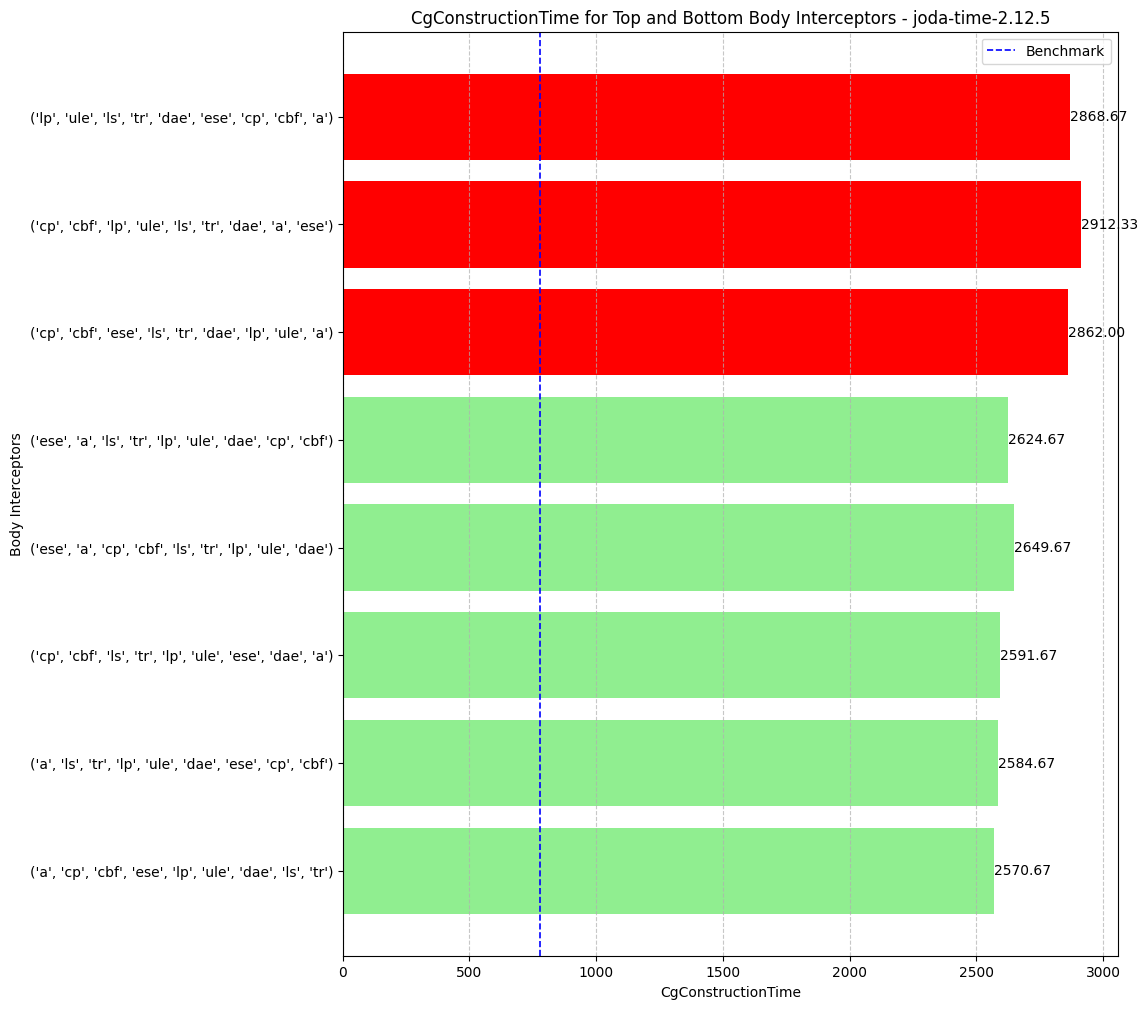 CgConstructionTime for Top and Bottom Body Interceptors - joda-time-2.12.5
Benchmark
Body Interceptors
('lp', 'ule', 'ls', 'tr', 'dae', 'ese', 'cp', 'cbf', 'a')
2868.67
('cp', 'cbf', 'lp', 'ule', 'ls', 'tr', 'dae', 'a', 'ese')
2912.33
('cp', 'cbf', 'ese', 'ls', 'tr', 'dae', 'lp', 'ule', 'a')
2862.00
('ese', 'a', 'ls', 'tr', 'lp', 'ule', 'dae', 'cp', 'cbf')
2624.67
('ese', 'a', 'cp', 'cbf', 'ls', 'tr', 'lp', 'ule', 'dae')
2649.67
('cp', 'cbf', 'ls', 'tr', 'lp', 'ule', 'ese', 'dae', 'a')
2591.67
('a', 'ls', 'tr', 'lp', 'ule', 'dae', 'ese', 'cp', 'cbf')
2584.67
('a', 'cp', 'cbf', 'ese', 'lp', 'ule', 'dae', 'ls', 'tr')
2570.67
0 500 1000 1500 2000 2500 3000
CgConstructionTime